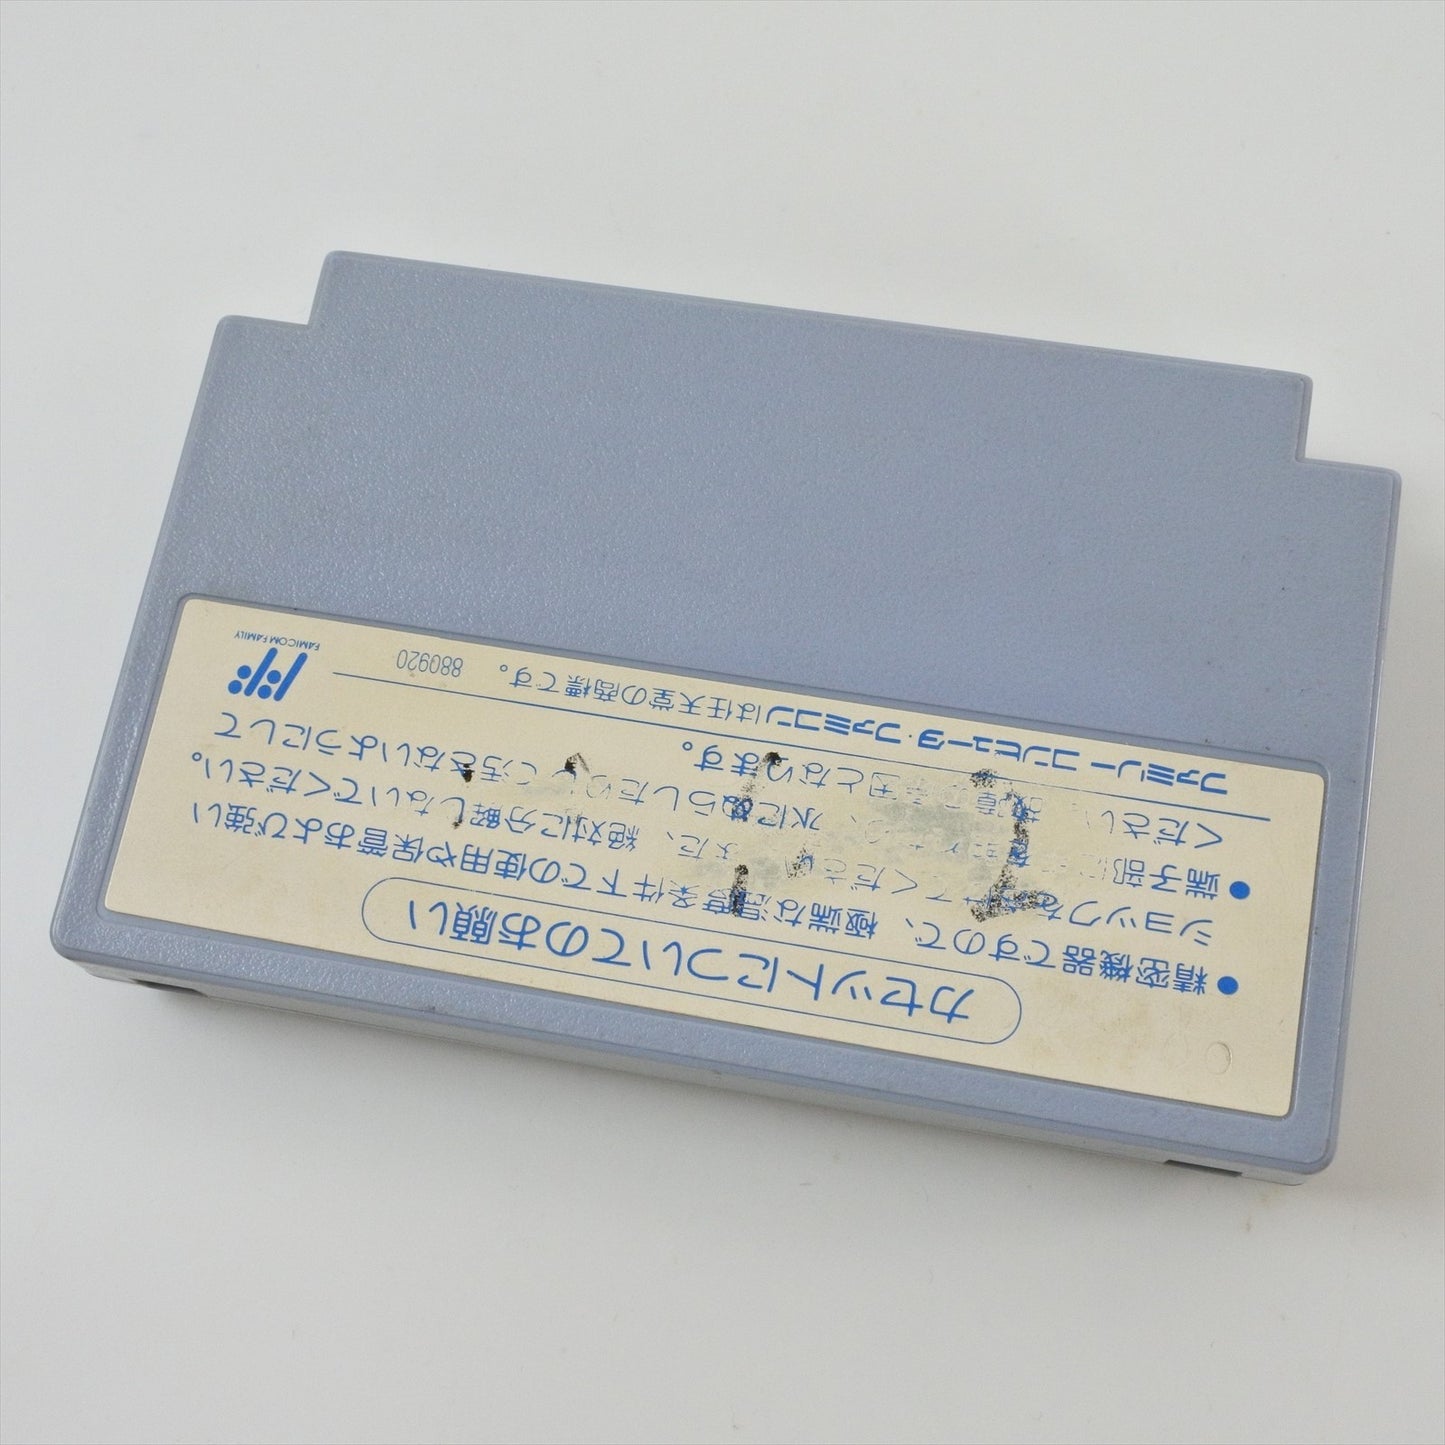 カセットについてのお願い
●精密機器ですので、極端な温度条件下での使用や保管および強い
ショックを てください。また、絶対に分解しないでください。
●端子部に 水にぬらしたり 汚さないようにして
ください。 故障の原因となります。
ファミリーコンピュータ・ファミコンは任天堂の商標です。 880920
FAMICOM FAMILY